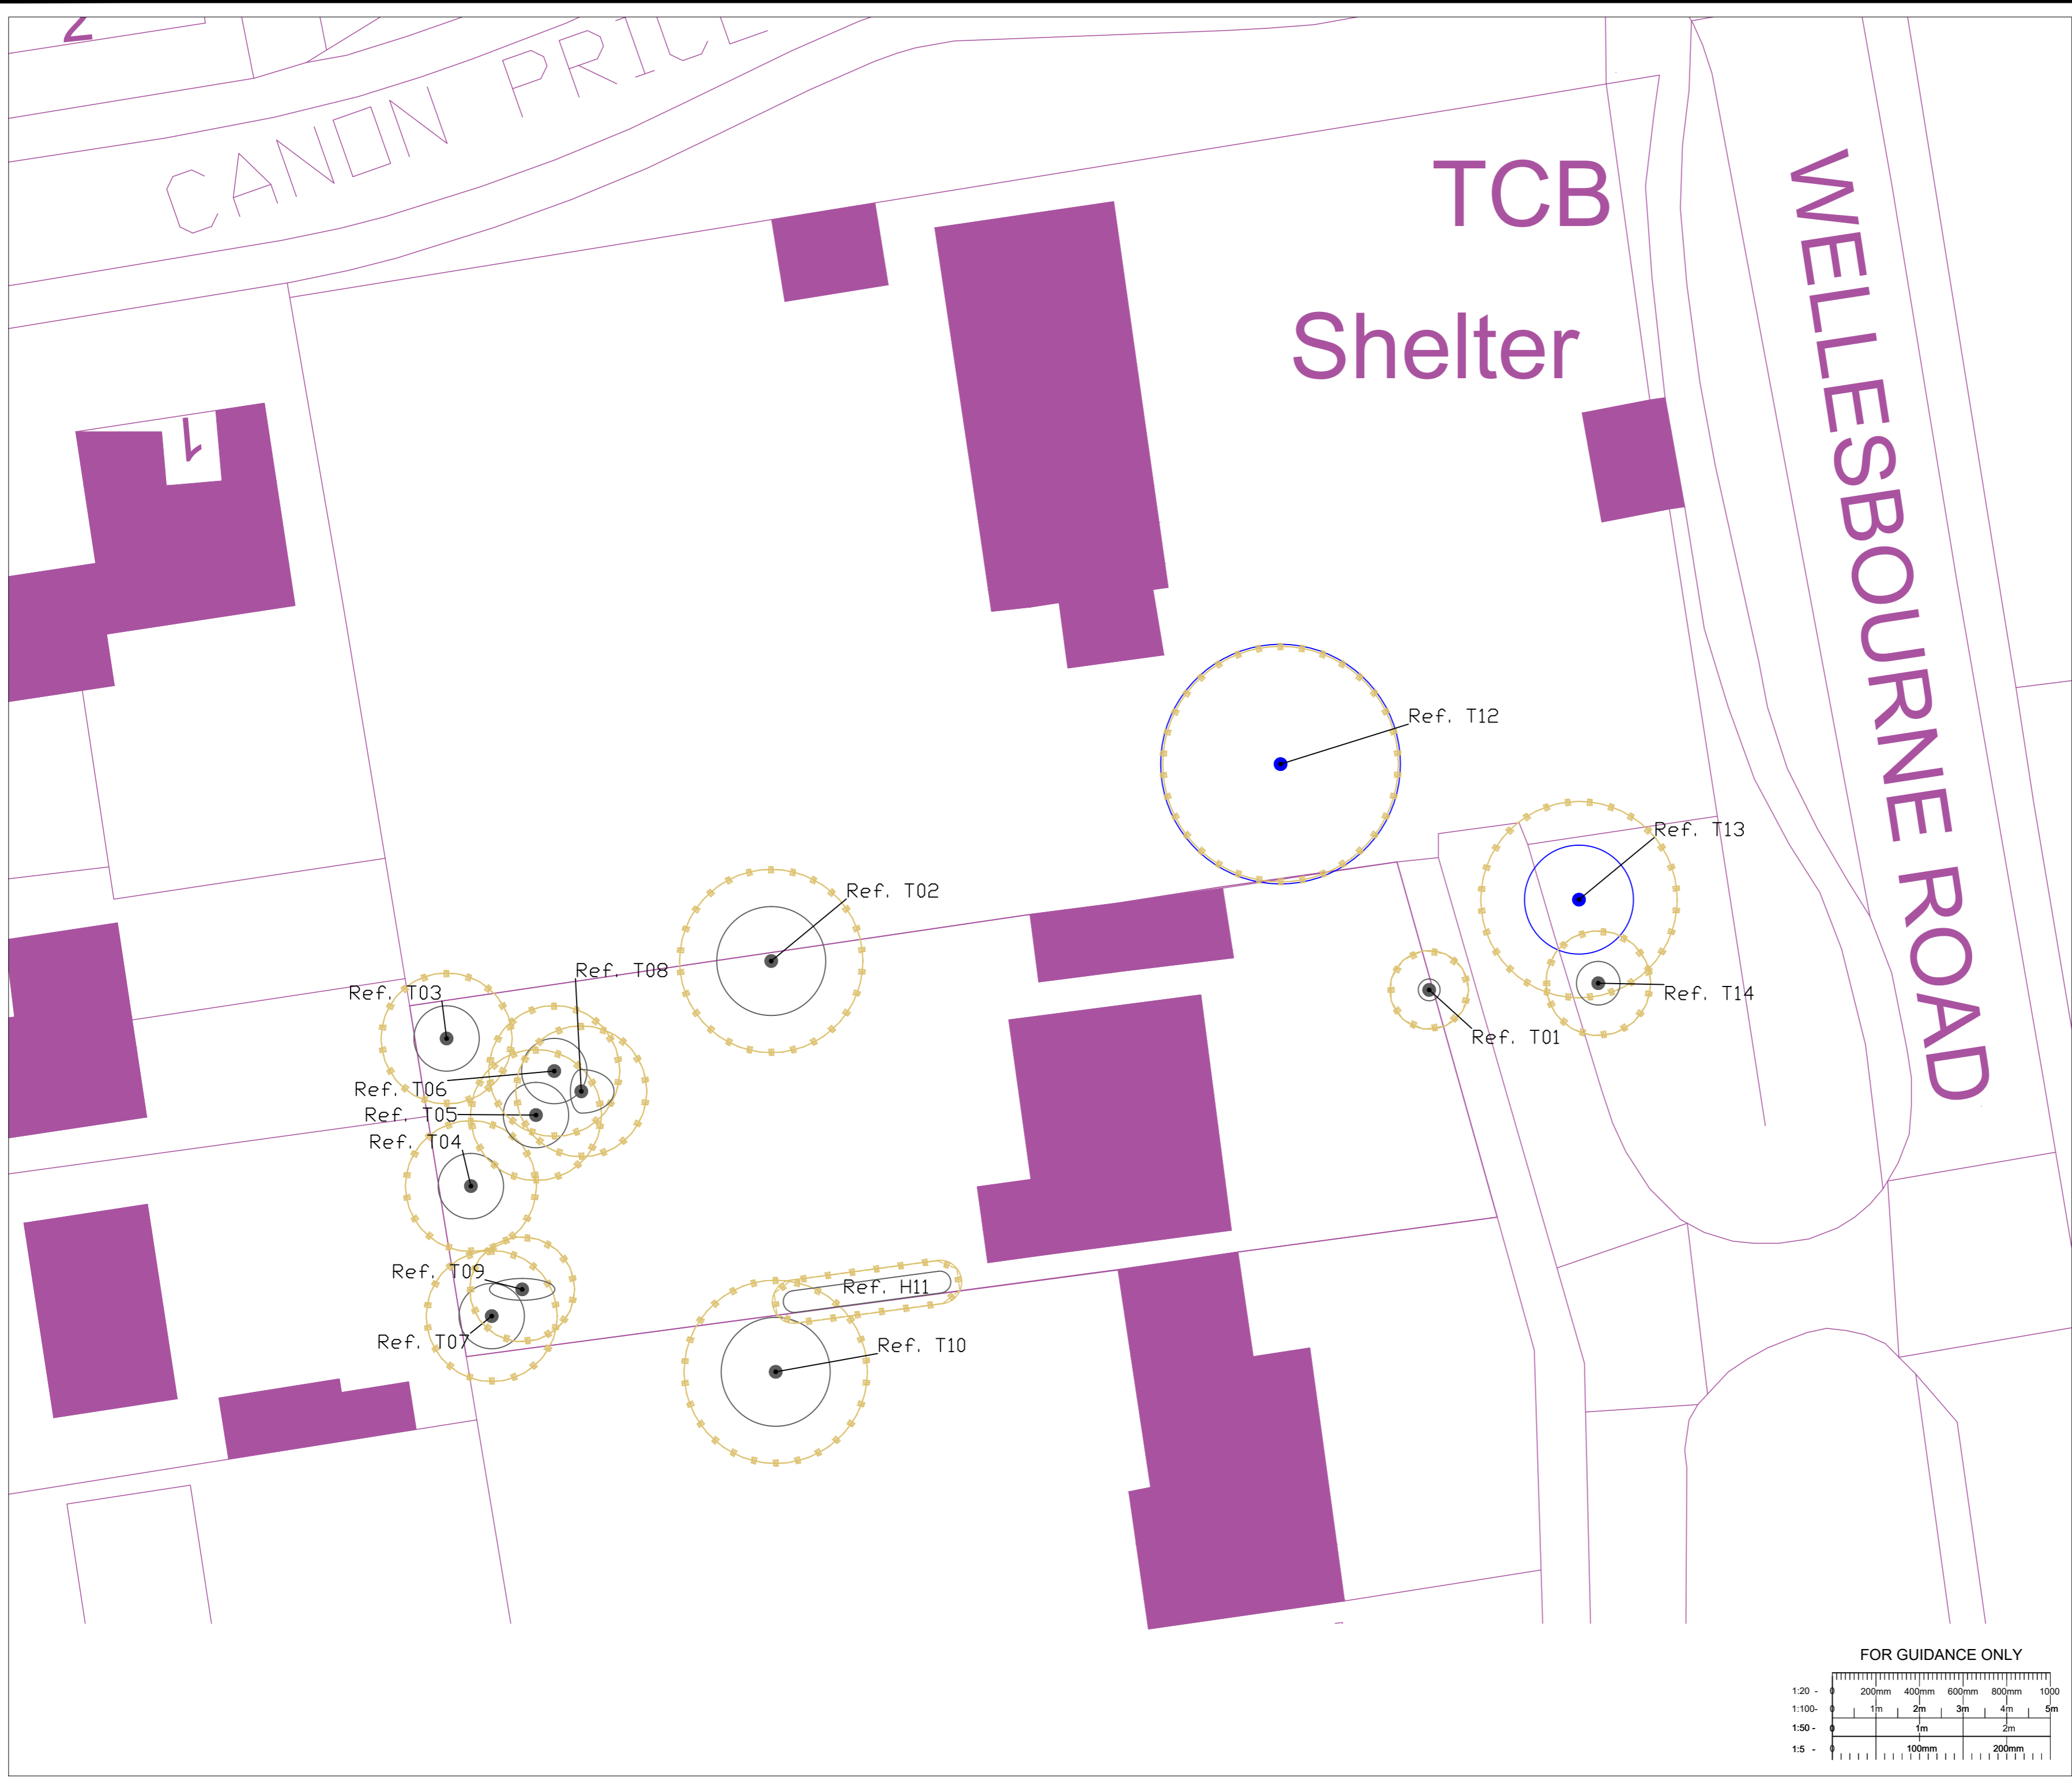 CANON PRICE
TCB
Shelter
WELLESBOURNE ROAD
1
Ref. T12
Ref. T13
Ref. T02
Ref. T08
Ref. T03
Ref. T14
Ref. T01
Ref. T06
Ref. T05
Ref. T04
Ref. T09
Ref. H11
Ref. T07
Ref. T10
FOR GUIDANCE ONLY
1:20 - 0 200mm 400mm 600mm 800mm 1000
1:100- 0 1m 2m 3m 4m 5m
1:50 - 0 1m 2m
1:5 - 0 100mm 200mm